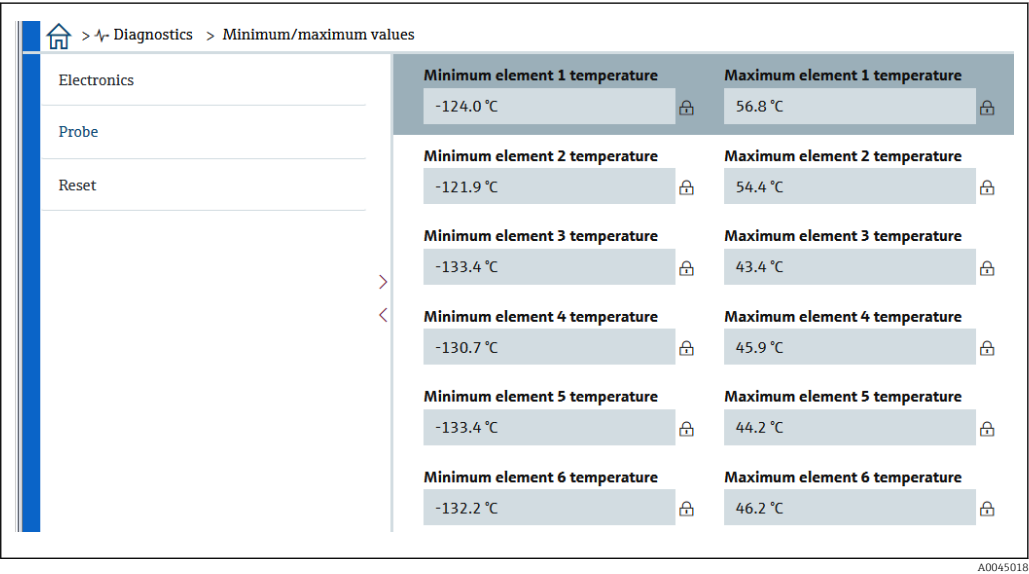 > Diagnostics > Minimum/maximum values
Electronics
Probe
Reset
Minimum element 1 temperature Maximum element 1 temperature
-124.0 °C 56.8 °C
Minimum element 2 temperature Maximum element 2 temperature
-121.9 °C 54.4 °C
Minimum element 3 temperature Maximum element 3 temperature
-133.4 °C 43.4 °C
Minimum element 4 temperature Maximum element 4 temperature
-130.7 °C 45.9 °C
Minimum element 5 temperature Maximum element 5 temperature
-133.4 °C 44.2 °C
Minimum element 6 temperature Maximum element 6 temperature
-132.2 °C 46.2 °C
A0045018